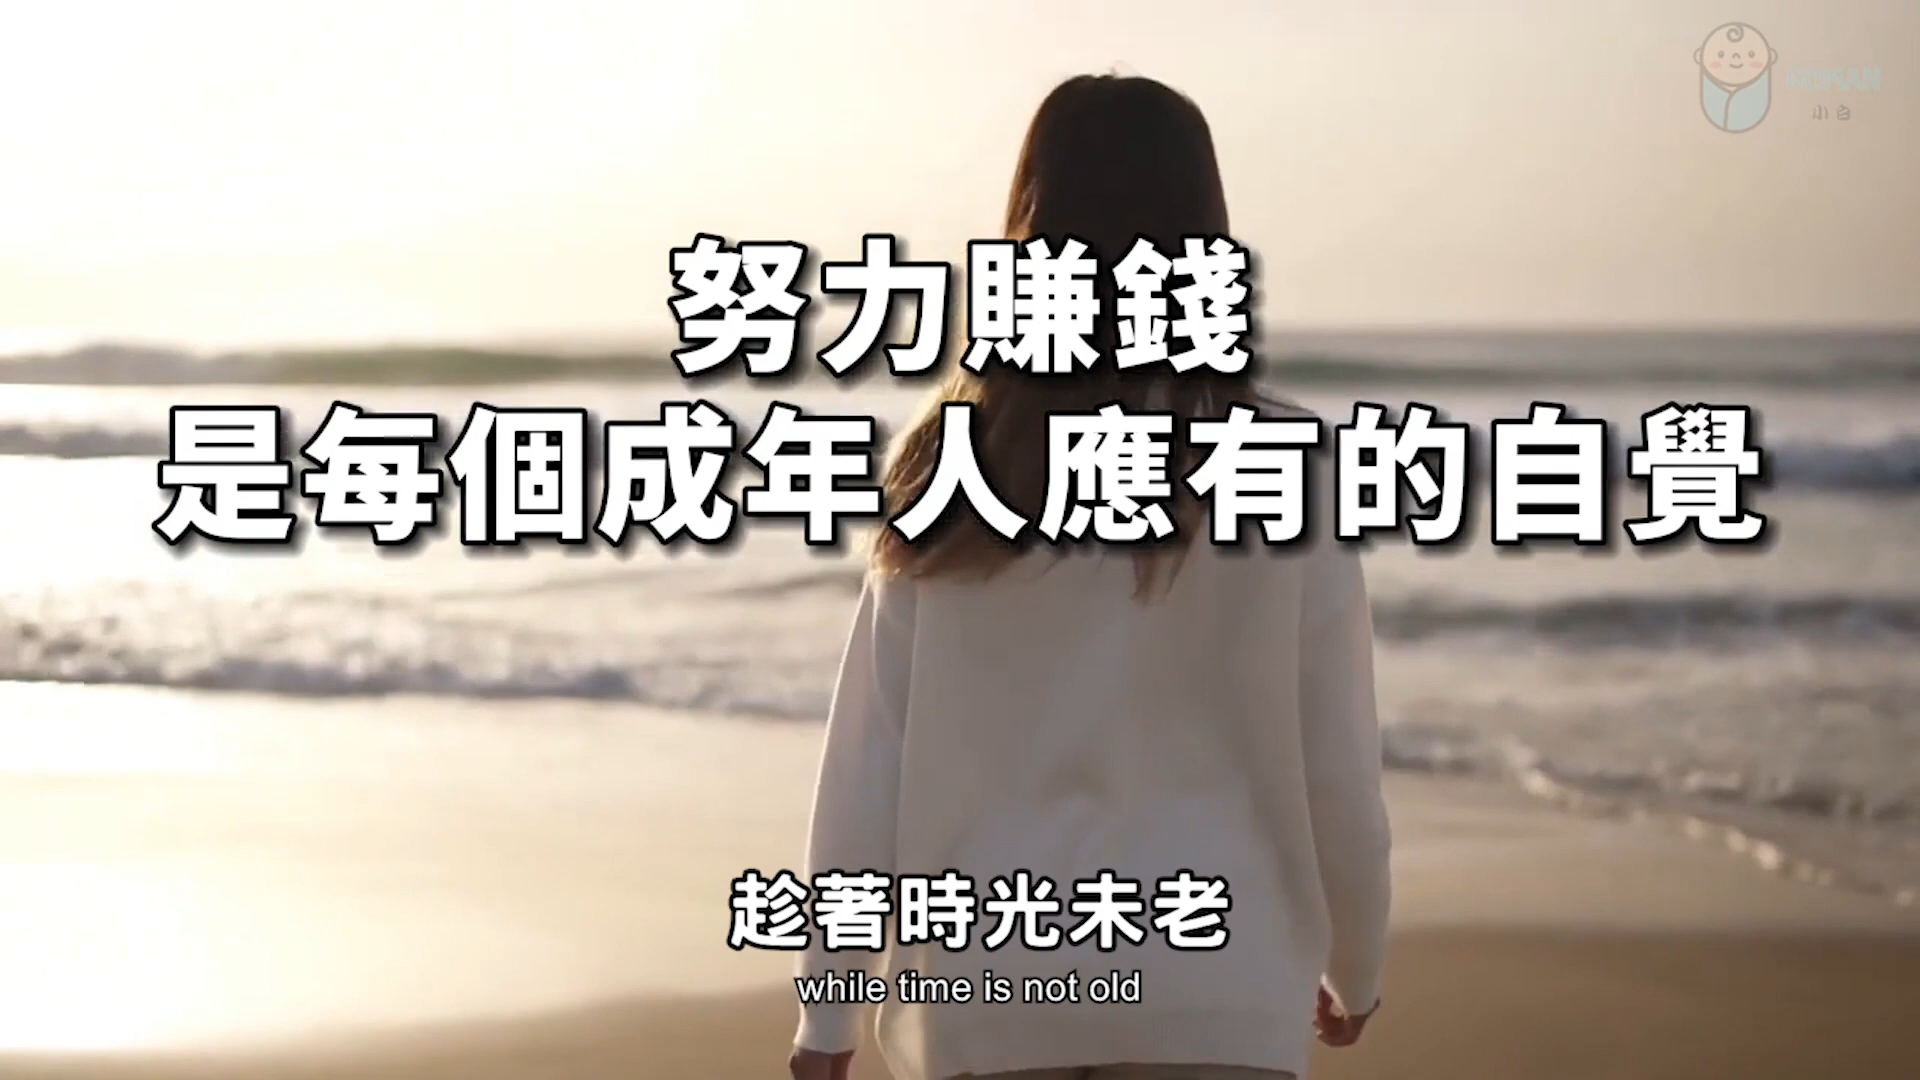 小白
努力賺錢
是每個成年人應有的自覺
趁著時光未老
while time is not old